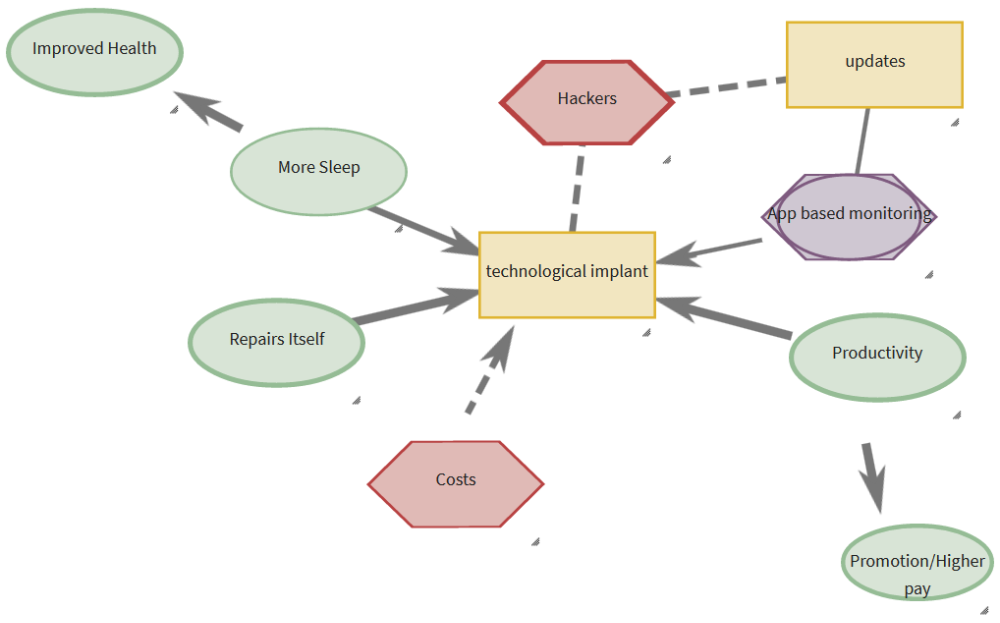 Improved Health
updates
Hackers
More Sleep
App based monitoring
technological implant
Repairs Itself
Productivity
Costs
Promotion/Higher
pay